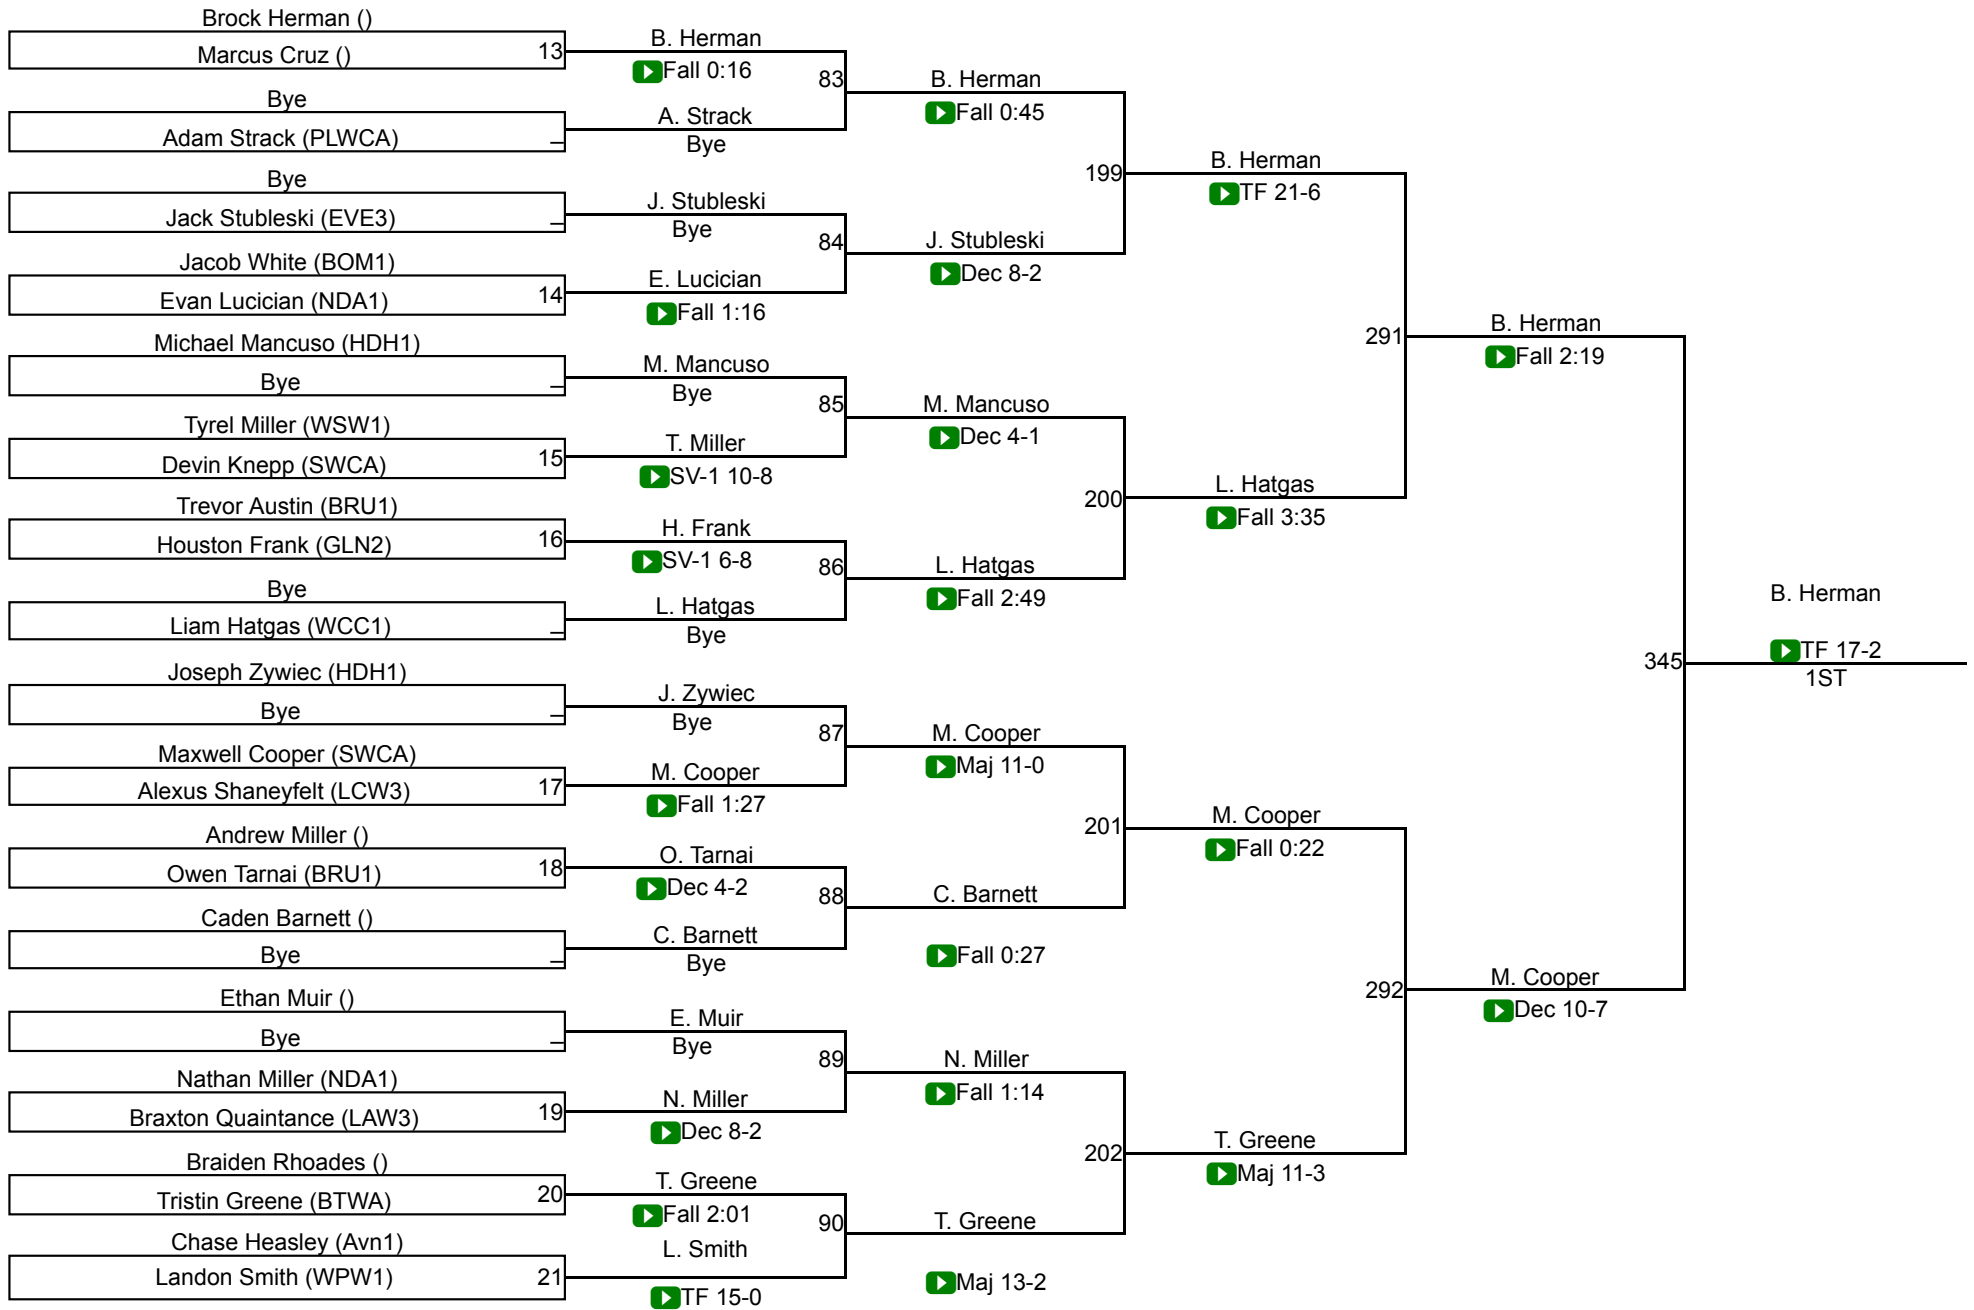 Brock Herman ()
Marcus Cruz ()
13
Bye
Adam Strack (PLWCA)
_
Bye
Jack Stubleski (EVE3)
_
Jacob White (BOM1)
Evan Lucician (NDA1)
14
Michael Mancuso (HDH1)
Bye
_
Tyrel Miller (WSW1)
Devin Knepp (SWCA)
15
Trevor Austin (BRU1)
Houston Frank (GLN2)
16
Bye
Liam Hatgas (WCC1)
_
Joseph Zywiec (HDH1)
Bye
_
Maxwell Cooper (SWCA)
Alexus Shaneyfelt (LCW3)
17
Andrew Miller ()
Owen Tarnai (BRU1)
18
Caden Barnett ()
Bye
_
Ethan Muir ()
Bye
_
Nathan Miller (NDA1)
Braxton Quaintance (LAW3)
19
Braiden Rhoades ()
Tristin Greene (BTWA)
20
Chase Heasley (Avn1)
Landon Smith (WPW1)
21
B. Herman
Fall 0:16
83
A. Strack
Bye
J. Stubleski
Bye
84
E. Lucician
Fall 1:16
M. Mancuso
Bye
85
T. Miller
SV-1 10-8
H. Frank
SV-1 6-8
86
L. Hatgas
Bye
J. Zywiec
Bye
87
M. Cooper
Fall 1:27
O. Tarnai
Dec 4-2
88
C. Barnett
Bye
E. Muir
Bye
89
N. Miller
Dec 8-2
T. Greene
Fall 2:01
90
L. Smith
TF 15-0
B. Herman
Fall 0:45
199
J. Stubleski
Dec 8-2
M. Mancuso
Dec 4-1
200
L. Hatgas
Fall 2:49
M. Cooper
Maj 11-0
201
C. Barnett
Fall 0:27
N. Miller
Fall 1:14
202
T. Greene
Maj 13-2
B. Herman
TF 21-6
291
L. Hatgas
Fall 3:35
M. Cooper
Fall 0:22
292
T. Greene
Maj 11-3
B. Herman
Fall 2:19
345
M. Cooper
Dec 10-7
B. Herman
TF 17-2
1ST